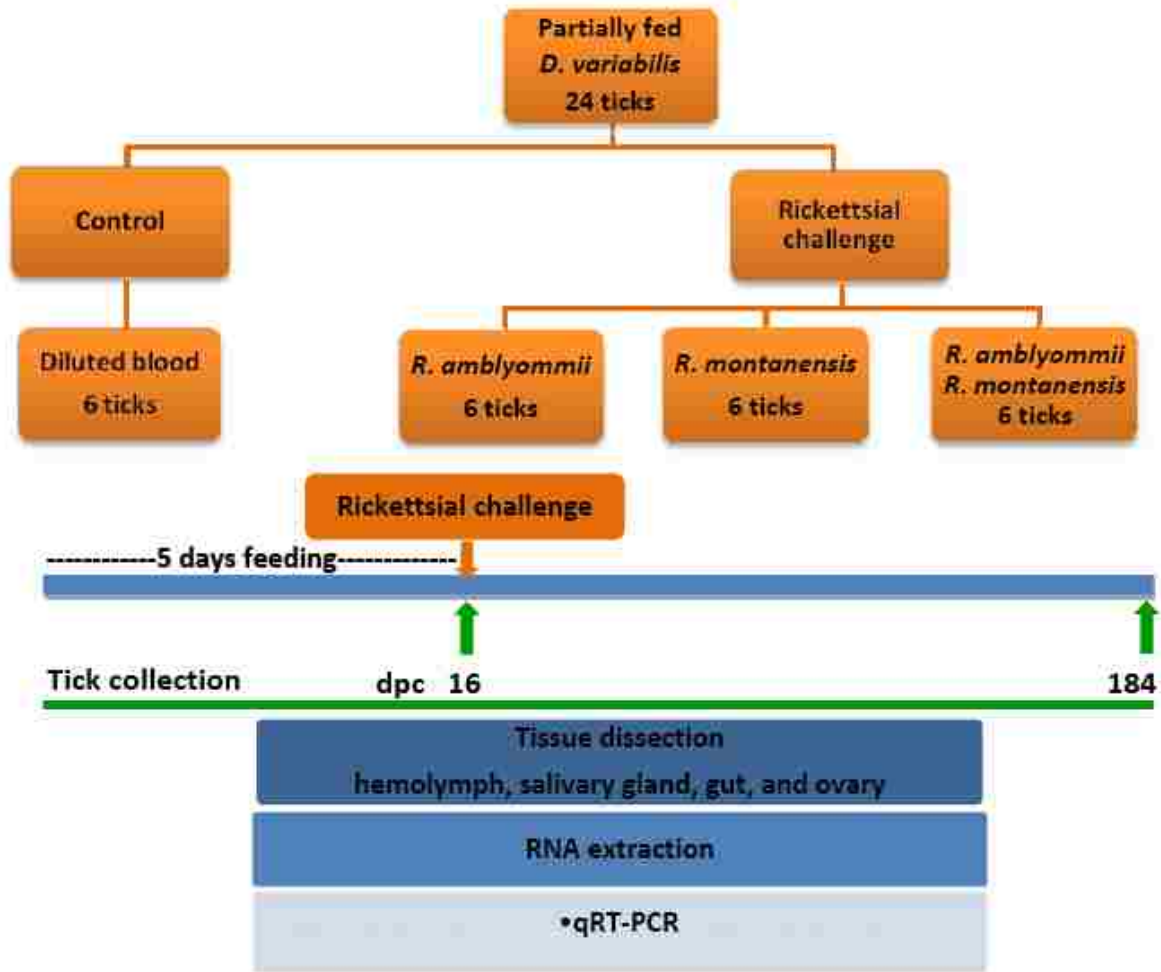 Partially fed
D. variabilis
24 ticks
Control
Rickettsial
challenge
Diluted blood
6 ticks
R. amblyommii
6 ticks
R. montanensis
6 ticks
R. amblyommii
R. montanensis
6 ticks
Rickettsial challenge
------------5 days feeding-------------
Tick collection dpc 16 184
Tissue dissection
hemolymph, salivary gland, gut, and ovary
RNA extraction
•qRT-PCR